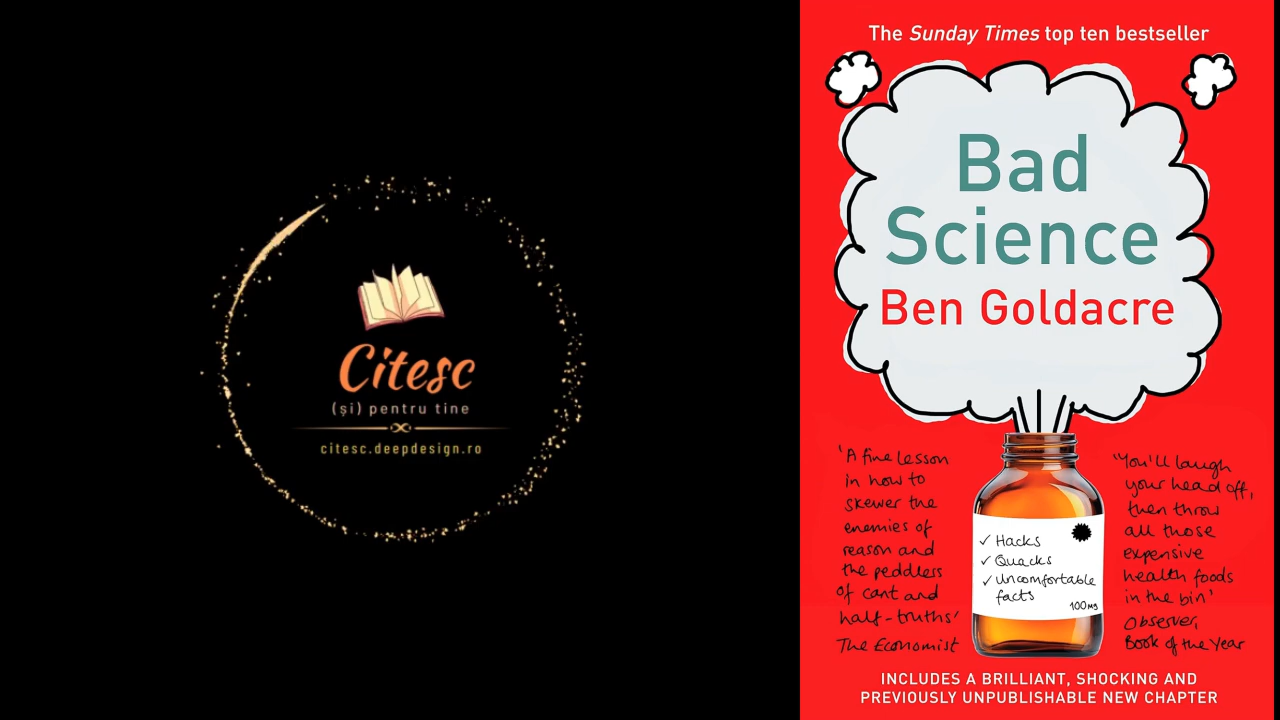 Citesc
(și) pentru tine
citesc.deepdesign.ro
The Sunday Times top ten bestseller
Bad
Science
Ben Goldacre
'A fine Lesson
in how to
skewer the
enemies of
reason and
the peddlers
of cant and
half-truths'
The Economist
✓ Hacks
✓ Quacks
✓ Uncomfortable
facts
100mg
'You'll laugh
your head off,
then throw
all those
expensive
health foods
in the bin'
Observer,
Book of the Year
INCLUDES A BRILLIANT, SHOCKING AND
PREVIOUSLY UNPUBLISHABLE NEW CHAPTER